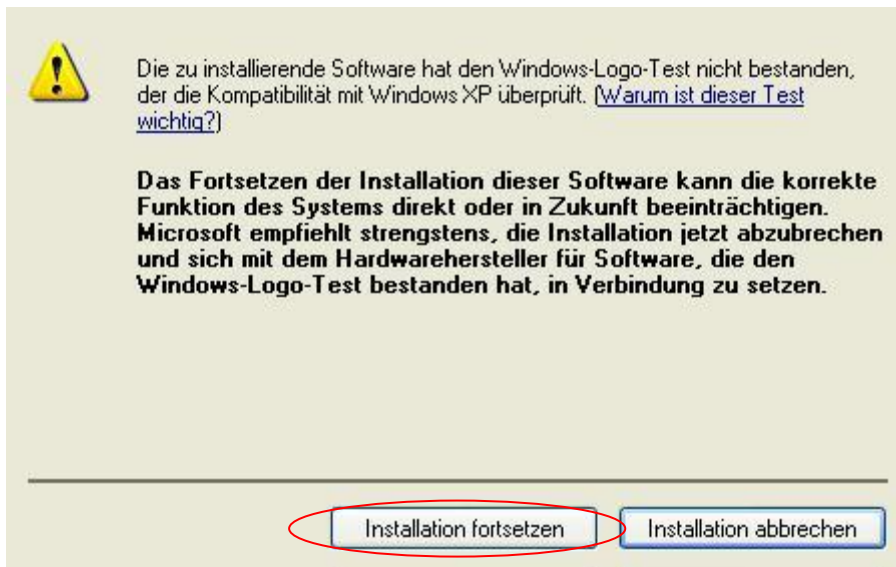 Die zu installierende Software hat den Windows-Logo-Test nicht bestanden,
der die Kompatibilität mit Windows XP überprüft. (Warum ist dieser Test
wichtig?)
Das Fortsetzen der Installation dieser Software kann die korrekte
Funktion des Systems direkt oder in Zukunft beeinträchtigen.
Microsoft empfiehlt strengstens, die Installation jetzt abzubrechen
und sich mit dem Hardwarehersteller für Software, die den
Windows-Logo-Test bestanden hat, in Verbindung zu setzen.
Installation fortsetzen Installation abbrechen